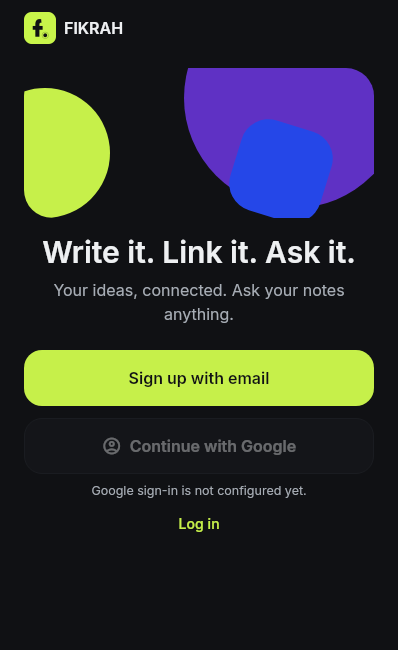 f.
FIKRAH
Write it. Link it. Ask it.
Your ideas, connected. Ask your notes
anything.
Sign up with email
Continue with Google
Google sign-in is not configured yet.
Log in